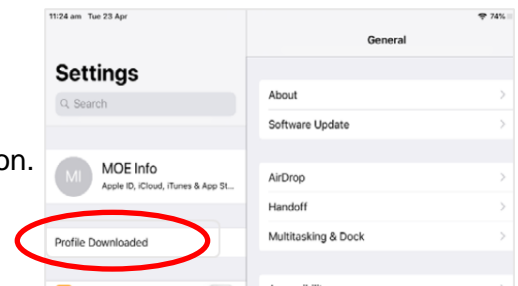 11:24 am Tue 23 Apr
74%
General
Settings
Search
About
Software Update
on.
MI
MOE Info
Apple ID, iCloud, iTunes & App St...
AirDrop
Handoff
Profile Downloaded
Multitasking & Dock